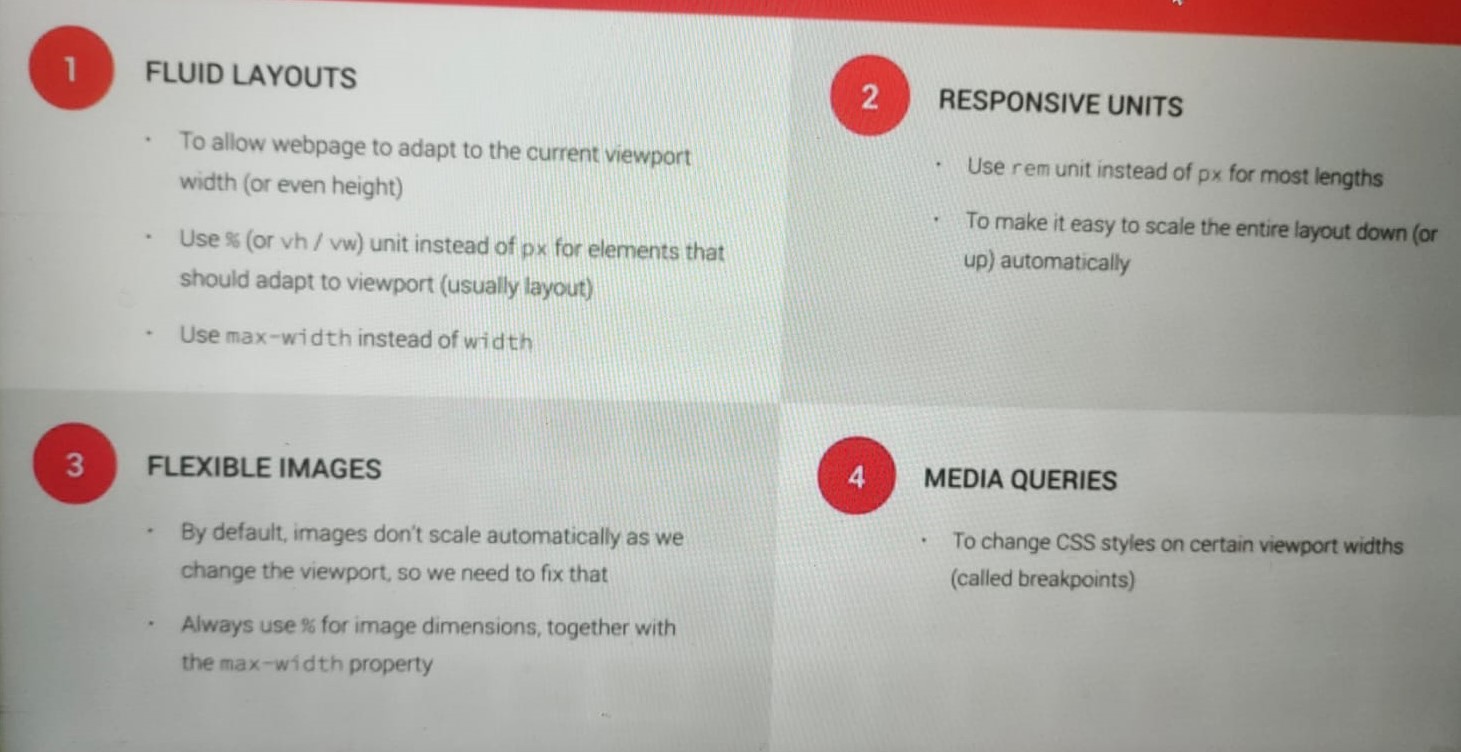 1
FLUID LAYOUTS
• To allow webpage to adapt to the current viewport
width (or even height)
• Use % (or vh / vw) unit instead of px for elements that
should adapt to viewport (usually layout)
• Use max-width instead of width
2
RESPONSIVE UNITS
• Use rem unit instead of px for most lengths
• To make it easy to scale the entire layout down (or
up) automatically
3
FLEXIBLE IMAGES
• By default, images don't scale automatically as we
change the viewport, so we need to fix that
• Always use % for image dimensions, together with
the max-width property
4
MEDIA QUERIES
• To change CSS styles on certain viewport widths
(called breakpoints)